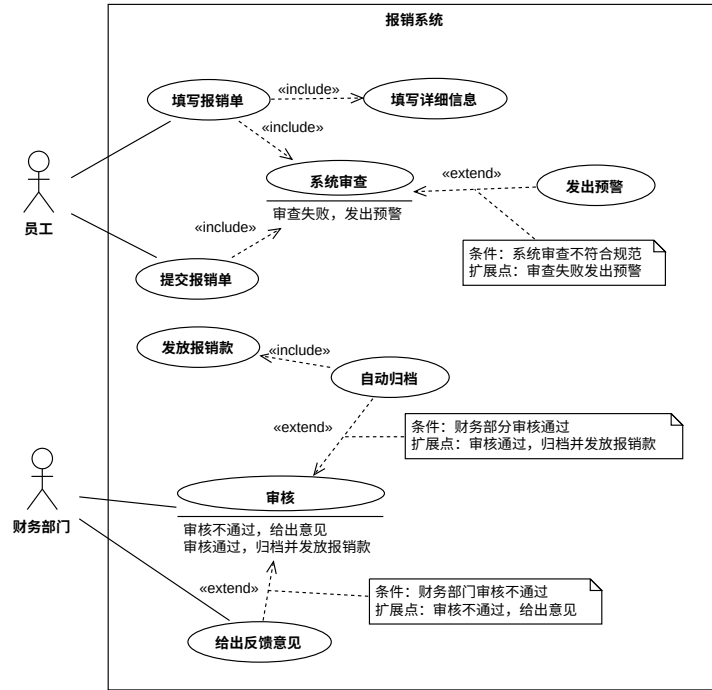 报销系统
填写报销单
«include»
填写详细信息
«include»
系统审查
审查失败，发出预警
«extend»
发出预警
员工
«include»
条件：系统审查不符合规范
扩展点：审查失败发出预警
提交报销单
发放报销款
«include»
自动归档
«extend»
条件：财务部分审核通过
扩展点：审核通过，归档并发放报销款
财务部门
审核
审核不通过，给出意见
审核通过，归档并发放报销款
«extend»
条件：财务部门审核不通过
扩展点：审核不通过，给出意见
给出反馈意见